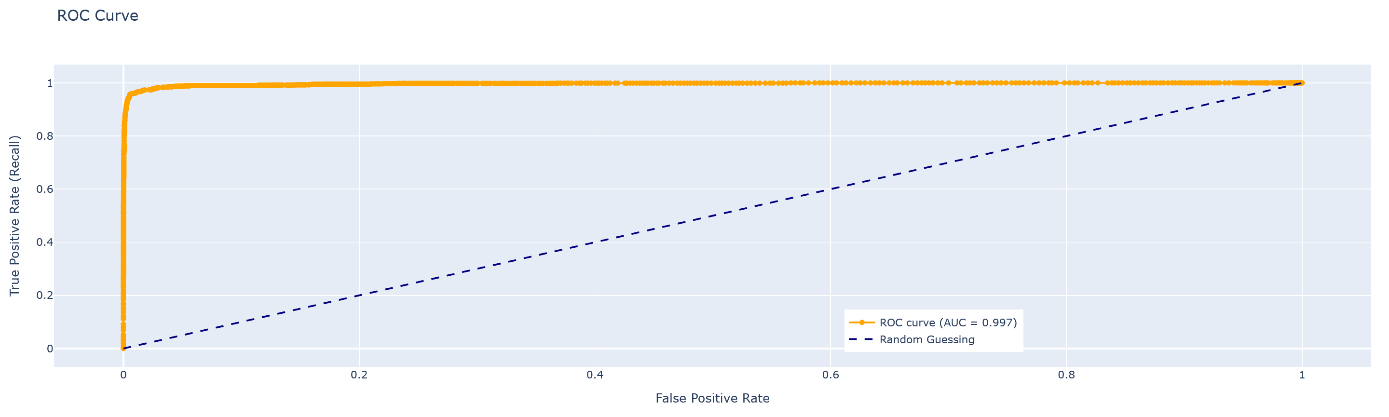 ROC Curve
1
0.8
0.6
0.4
0.2
0
True Positive Rate (Recall)
ROC curve (AUC = 0.997)
Random Guessing
0 0.2 0.4 0.6 0.8 1
False Positive Rate